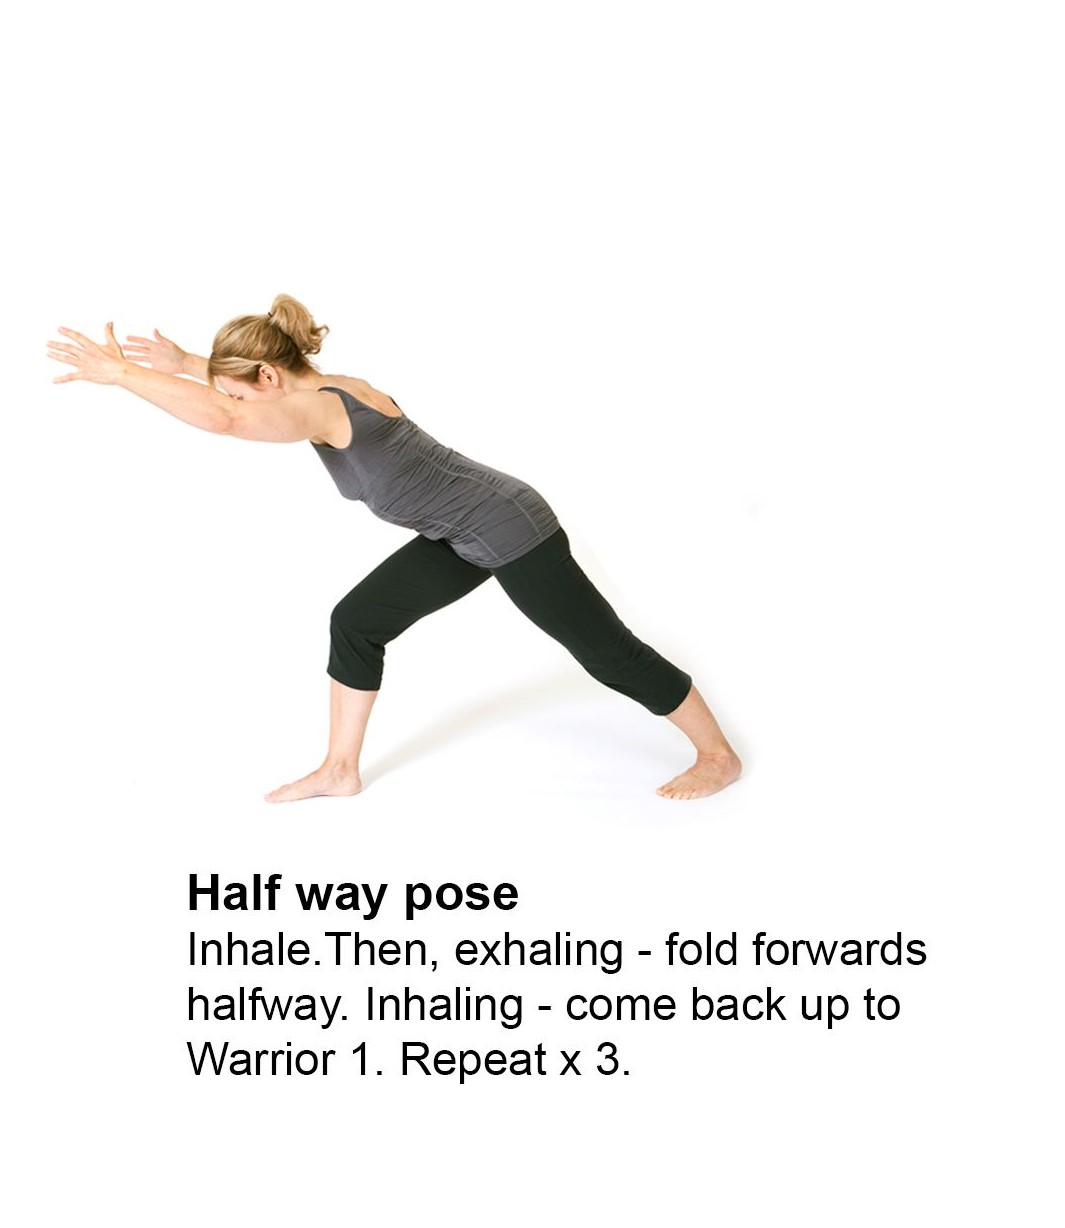 Half way pose
Inhale.Then, exhaling - fold forwards
halfway. Inhaling - come back up to
Warrior 1. Repeat x 3.